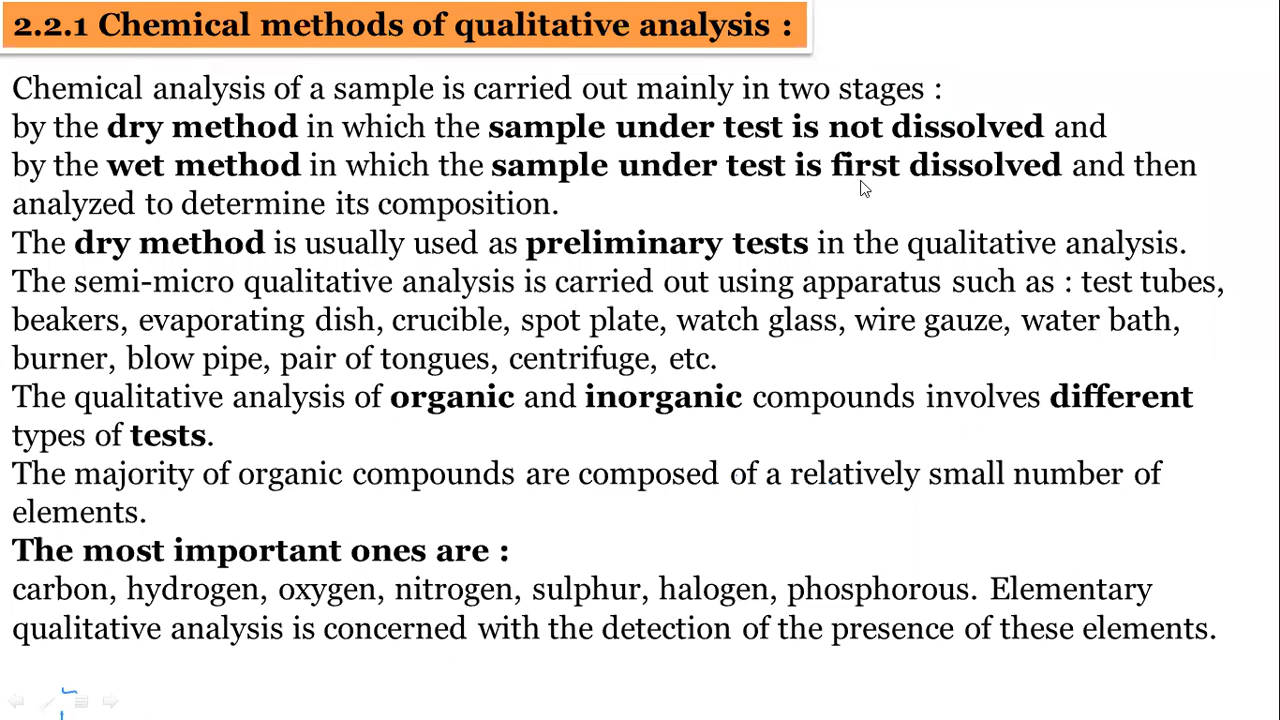 2.2.1 Chemical methods of qualitative analysis :
Chemical analysis of a sample is carried out mainly in two stages :
by the dry method in which the sample under test is not dissolved and
by the wet method in which the sample under test is first dissolved and then
analyzed to determine its composition.
The dry method is usually used as preliminary tests in the qualitative analysis.
The semi-micro qualitative analysis is carried out using apparatus such as : test tubes,
beakers, evaporating dish, crucible, spot plate, watch glass, wire gauze, water bath,
burner, blow pipe, pair of tongues, centrifuge, etc.
The qualitative analysis of organic and inorganic compounds involves different
types of tests.
The majority of organic compounds are composed of a relatively small number of
elements.
The most important ones are :
carbon, hydrogen, oxygen, nitrogen, sulphur, halogen, phosphorous. Elementary
qualitative analysis is concerned with the detection of the presence of these elements.